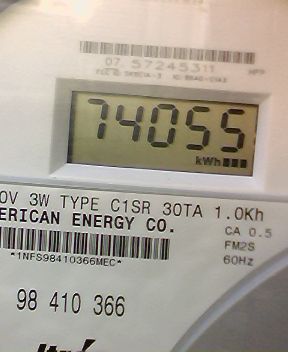 07 57245311
74055
kWh
0V 3W TYPE C1SR 30TA 1.0Kh
ERICAN ENERGY CO.
CA 0.5
FM2S
*1NFS98410366MEC*
60Hz
98 410 366